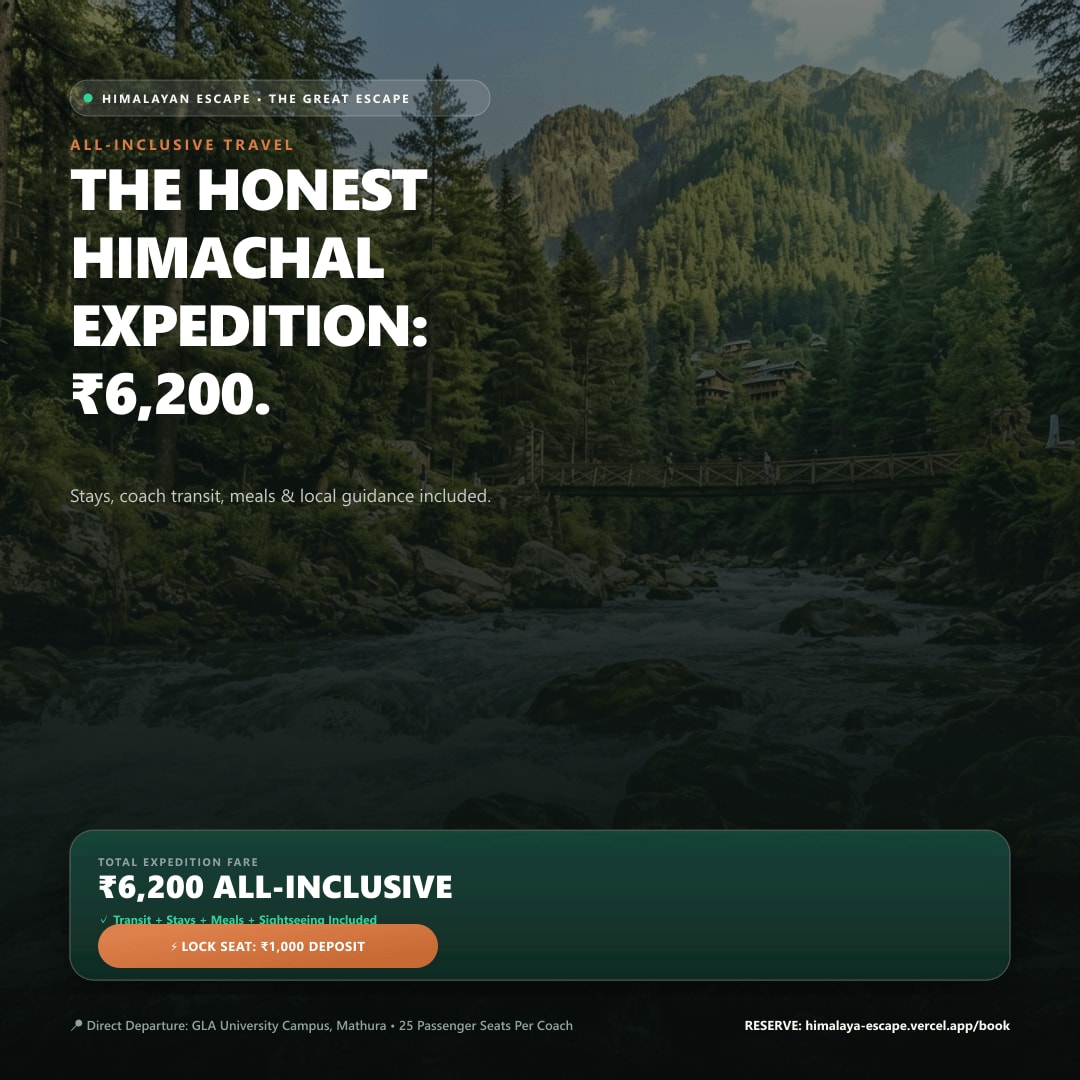 HIMALAYAN ESCAPE • THE GREAT ESCAPE
ALL-INCLUSIVE TRAVEL
THE HONEST
HIMACHAL
EXPEDITION:
₹6,200.
Stays, coach transit, meals & local guidance included.
TOTAL EXPEDITION FARE
₹6,200 ALL-INCLUSIVE
✓ Transit + Stays + Meals + Sightseeing Included
⚡ LOCK SEAT: ₹1,000 DEPOSIT
📍 Direct Departure: GLA University Campus, Mathura • 25 Passenger Seats Per Coach
RESERVE: himalaya-escape.vercel.app/book